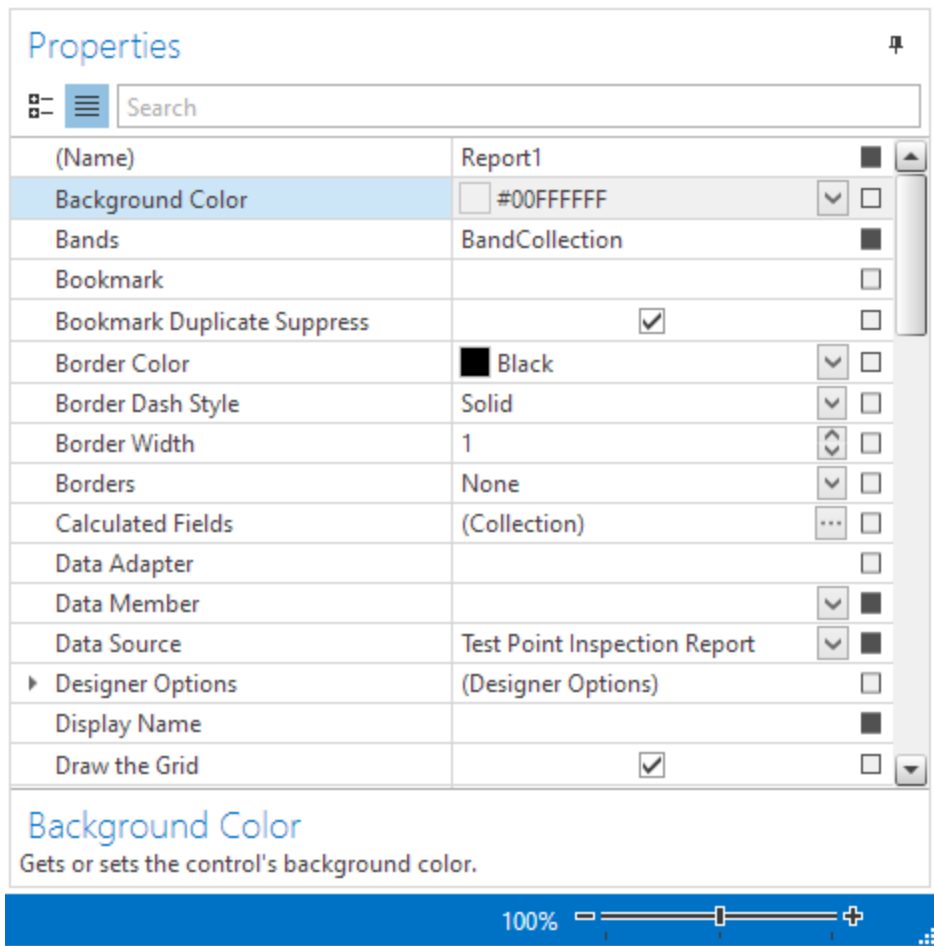 Properties
Search
(Name) Report1
Background Color #00FFFFFF
Bands BandCollection
Bookmark
Bookmark Duplicate Suppress
Border Color Black
Border Dash Style Solid
Border Width 1
Borders None
Calculated Fields (Collection) ...
Data Adapter
Data Member
Data Source Test Point Inspection Report
Designer Options (Designer Options)
Display Name
Draw the Grid
Background Color
Gets or sets the control's background color.
100%